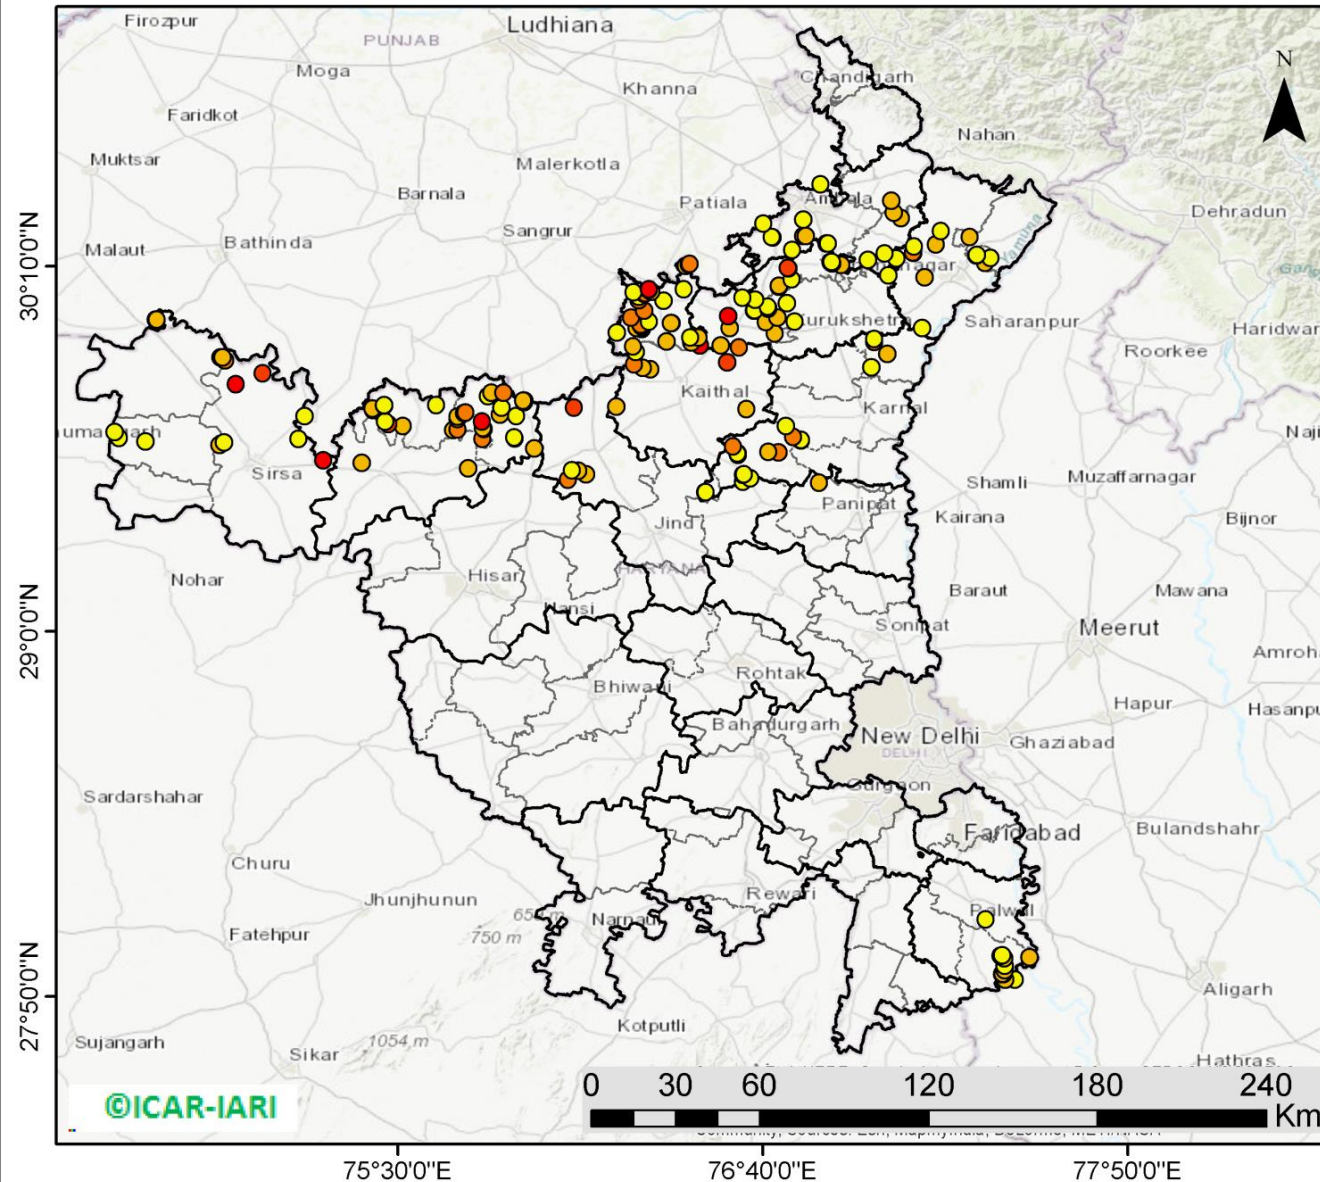 Firozpur
Ludhiana
PUNJAB
Moga
Khanna
Chandigarh
Faridkot
N
Nahan
Muktsar
Malerkotla
Barnala
Patiala
Ambala
Dehradun
Sangrur
Malaut
Bathinda
30°10'0"N
Yamuna
Saharanpur
Kurukshetra
Haridwar
Roorkee
Kaithal
Karnal
Sirsa
Muzaffarnagar
Shamli
Panipat
Kairana
Bijnor
Jind
HARYANA
Hisar
Nohar
Baraut
Mawana
Hansi
29°0'0"N
Sonipat
Meerut
Rohtak
Bhiwani
Hapur
Bahadurgarh
New Delhi
DELHI
Ghaziabad
Gurgaon
Sardarshahar
Faridabad
Bulandshahr
Churu
Jhunjhunun
Rewari
Narnaul
750 m
Palwal
Fatehpur
27°50'0"N
Aligarh
Kotputli
Sujangarh
Sikar
1054 m
Hathras
0 30 60 120 180 240
Km
©ICAR-IARI
75°30'0"E
76°40'0"E
77°50'0"E